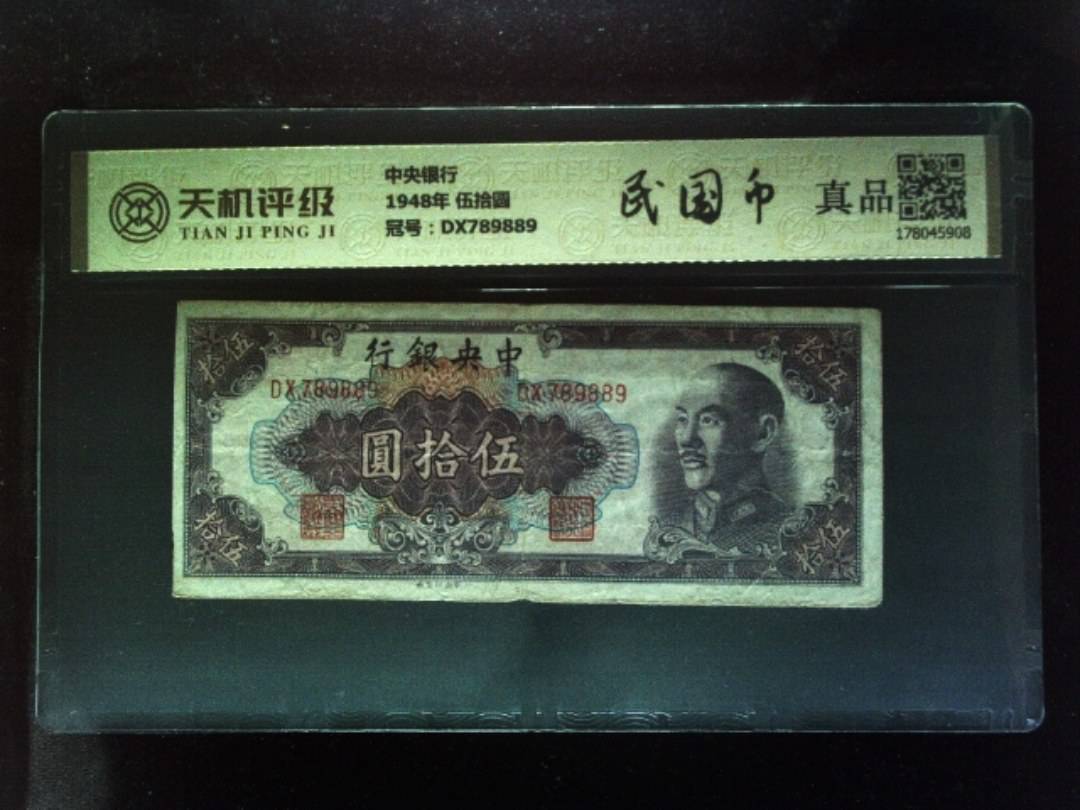 天机评级
TIAN JI PING JI
中央银行
1948年 伍拾圆
冠号:DX789889
民国币
真品
178045908
行銀央中
DX789889
DX789889
圓拾伍
拾伍
拾伍
拾伍
拾伍